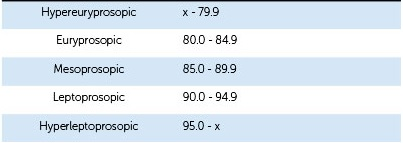 Hypereuryprosopic x - 79.9
Euryprosopic 80.0 - 84.9
Mesoprosopic 85.0 - 89.9
Leptoprosopic 90.0 - 94.9
Hyperleptoprosopic 95.0 - x